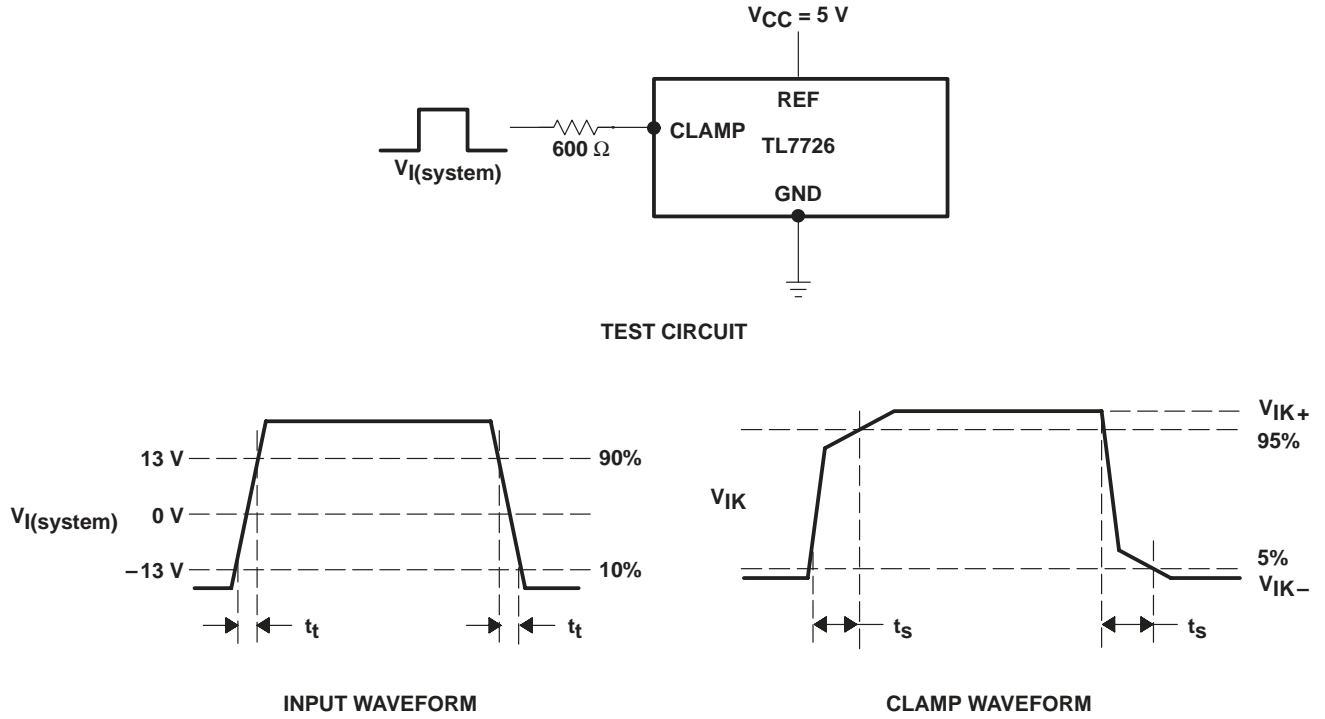 VCC = 5 V
REF
CLAMP
TL7726
600 Ω
VI(system)
GND
TEST CIRCUIT
13 V
90%
VI(system)
0 V
–13 V
10%
tt
tt
INPUT WAVEFORM
VIK+
95%
VIK
5%
VIK–
ts
ts
CLAMP WAVEFORM